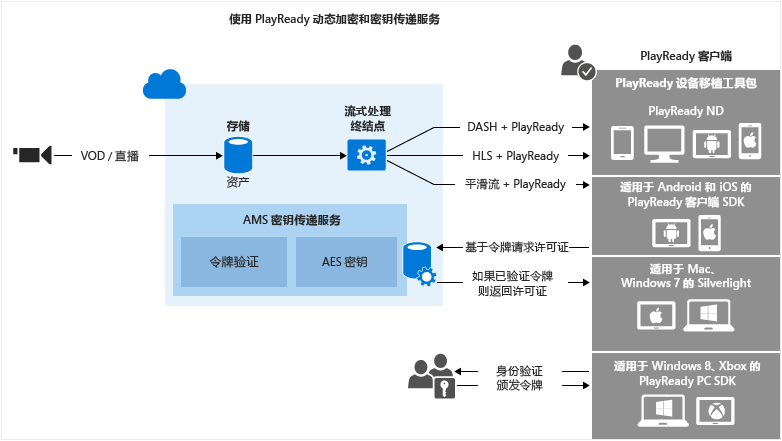 使用 PlayReady 动态加密和密钥传递服务
PlayReady 客户端
PlayReady 设备移植工具包
PlayReady ND
流式处理
终结点
存储
资产
VOD / 直播
DASH + PlayReady
HLS + PlayReady
平滑流 + PlayReady
适用于 Android 和 iOS 的
PlayReady 客户端 SDK
AMS 密钥传递服务
令牌验证
AES 密钥
基于令牌请求许可证
如果已验证令牌
则返回许可证
适用于 Mac、
Windows 7 的 Silverlight
身份验证
颁发令牌
适用于 Windows 8、Xbox 的
PlayReady PC SDK